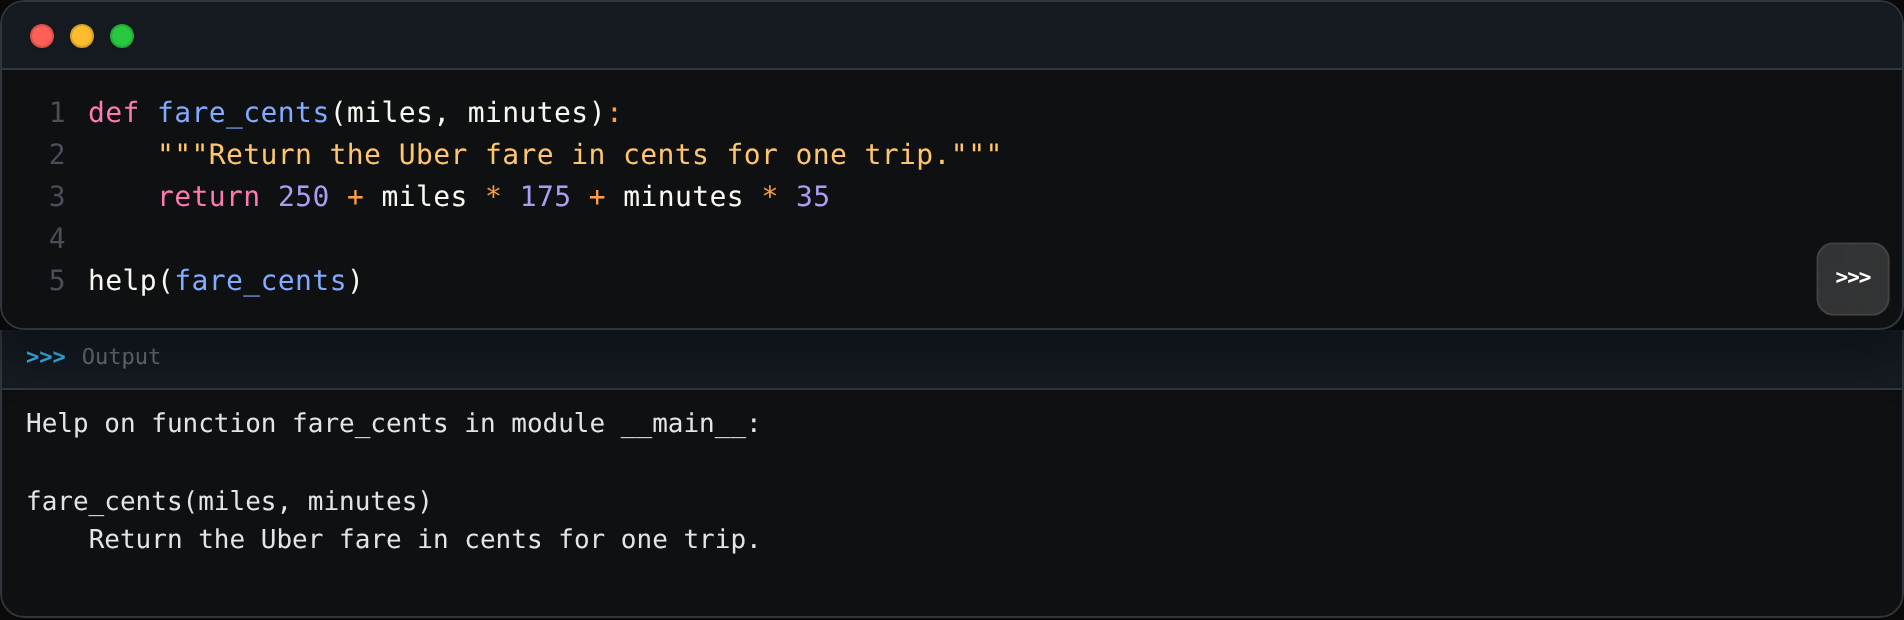 1 def fare_cents(miles, minutes):
2     """Return the Uber fare in cents for one trip."""
3     return 250 + miles * 175 + minutes * 35
4
5 help(fare_cents)
>>>
>>> Output
Help on function fare_cents in module __main__:

fare_cents(miles, minutes)
    Return the Uber fare in cents for one trip.